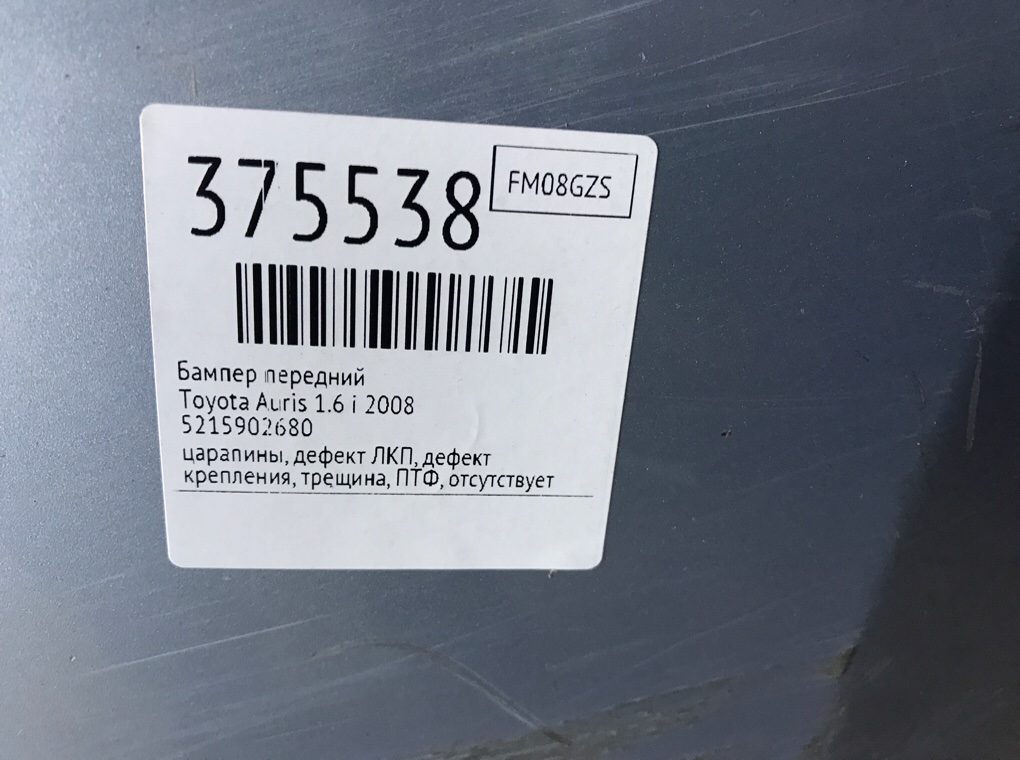 375538
FM08GZS
Бампер передний
Toyota Auris 1.6 i 2008
5215902680
царапины, дефект ЛКП, дефект
крепления, трещина, ПТФ, отсутствует